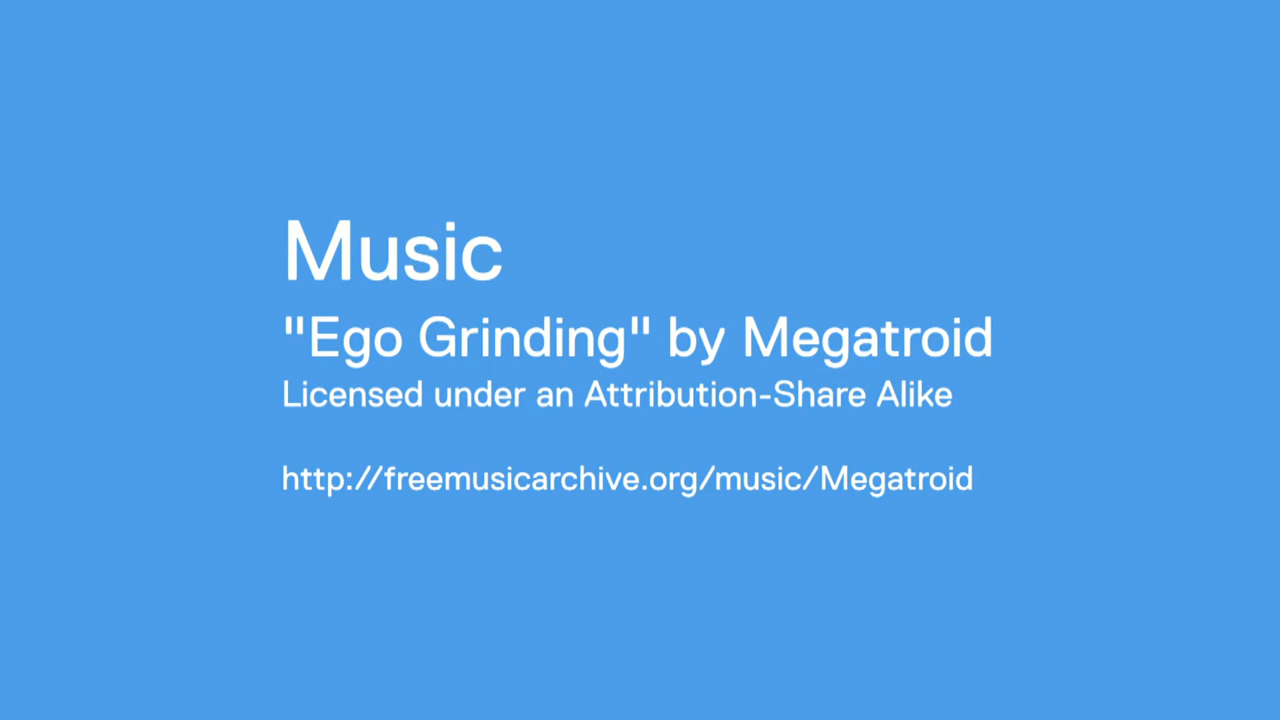 Music
"Ego Grinding" by Megatroid
Licensed under an Attribution-Share Alike
http://freemusicarchive.org/music/Megatroid